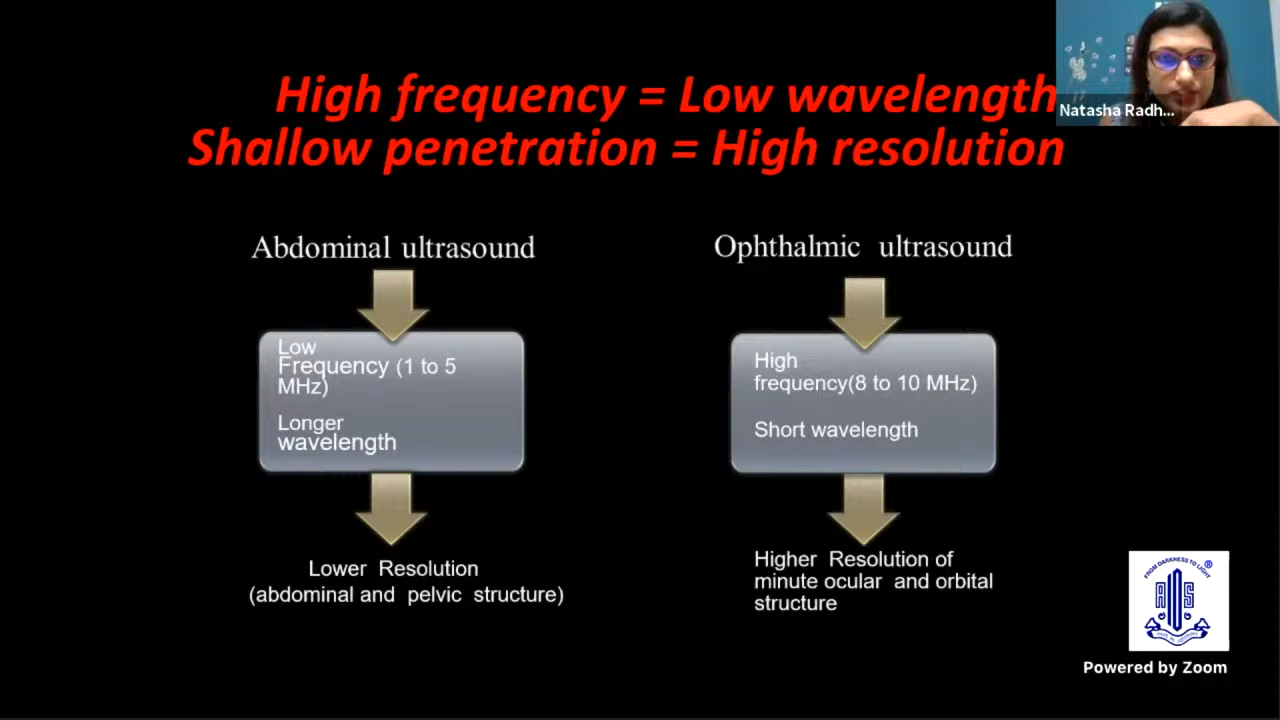 High frequency = Low wavelength
Natasha Radh...
Shallow penetration = High resolution
Abdominal ultrasound
Ophthalmic ultrasound
Low
Frequency (1 to 5
MHz)
Longer
wavelength
High
frequency(8 to 10 MHz)
Short wavelength
Lower Resolution
(abdominal and pelvic structure)
Higher Resolution of
minute ocular and orbital
structure
FROM DARKNESS TO LIGHT
®
AIOS
Powered by Zoom